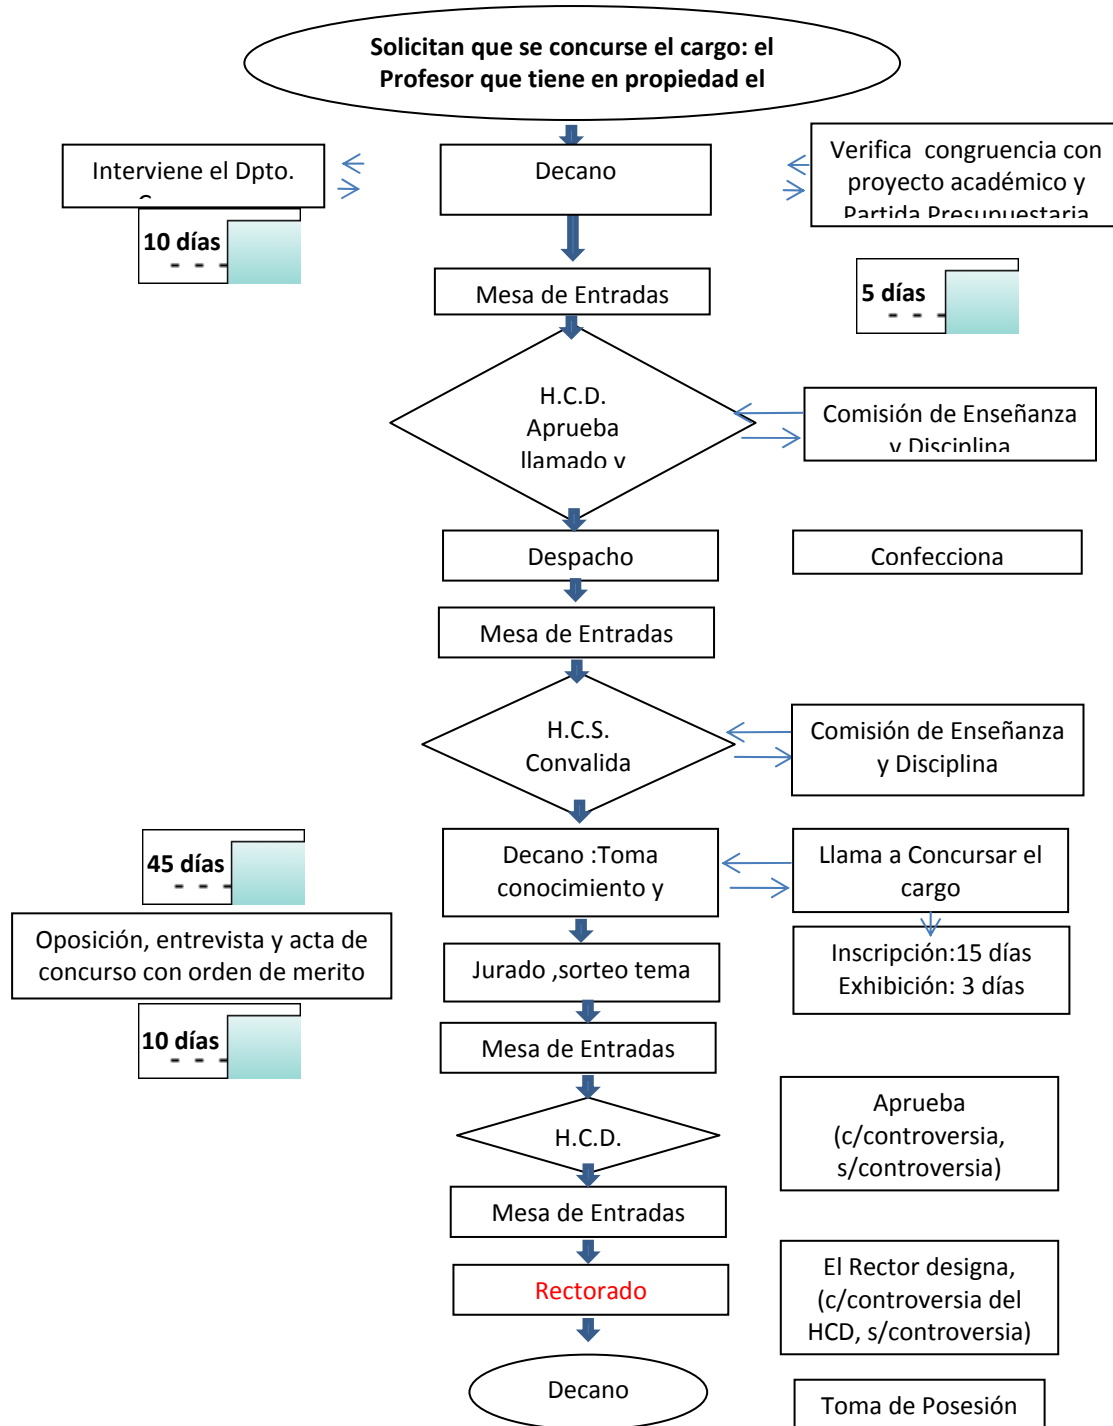 Solicitan que se concurse el cargo: el
Profesor que tiene en propiedad el
Interviene el Dpto.
Decano
Verifica congruencia con
proyecto académico y
Partida Presupuestaria
10 días
Mesa de Entradas
5 días
H.C.D.
Aprueba
llamado y
Comisión de Enseñanza
y Disciplina
Despacho
Confecciona
Mesa de Entradas
H.C.S.
Convalida
Comisión de Enseñanza
y Disciplina
45 días
Decano :Toma
conocimiento y
Llama a Concursar el
cargo
Oposición, entrevista y acta de
concurso con orden de merito
Jurado ,sorteo tema
Inscripción:15 días
Exhibición: 3 días
10 días
Mesa de Entradas
H.C.D.
Aprueba
(c/controversia,
s/controversia)
Mesa de Entradas
Rectorado
El Rector designa,
(c/controversia del
HCD, s/controversia)
Decano
Toma de Posesión